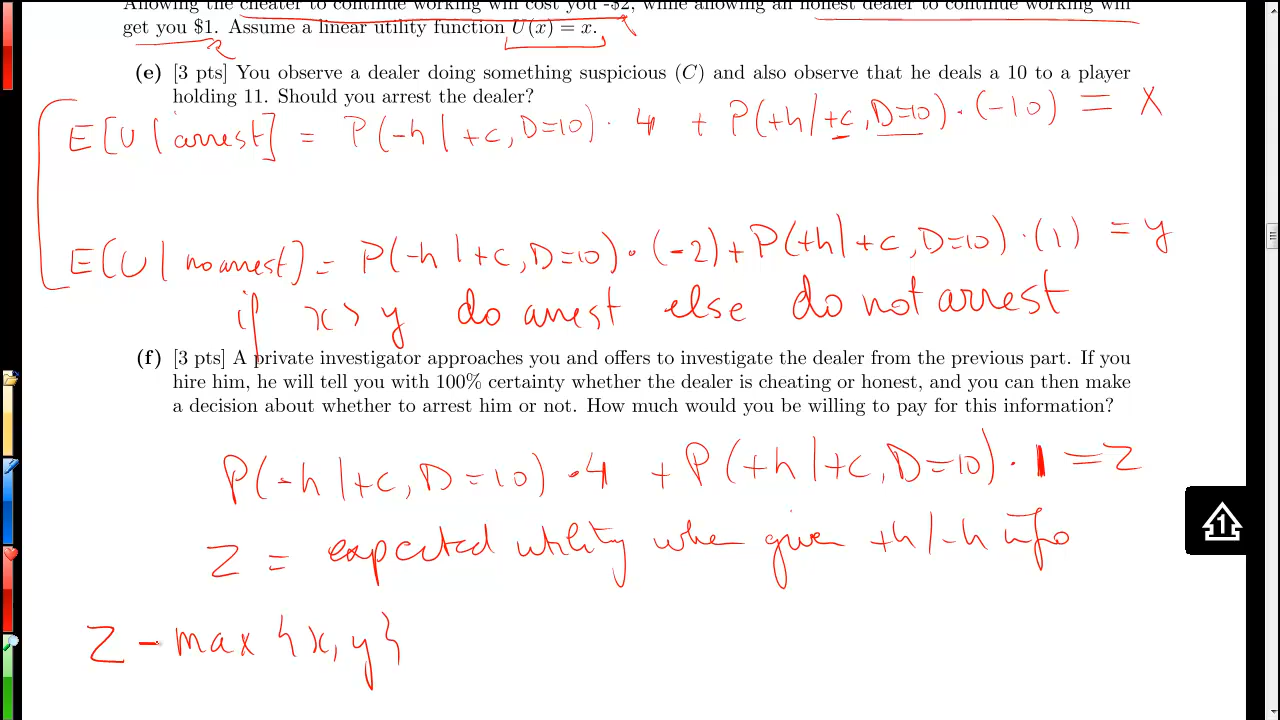 Allowing the cheater to continue working will cost you -$2, while allowing an honest dealer to continue working will
get you $1. Assume a linear utility function U(x) = x.
(e) [3 pts] You observe a dealer doing something suspicious (C) and also observe that he deals a 10 to a player
holding 11. Should you arrest the dealer?
E[U | arrest] = P(-h | +c, D=10) · 4 + P(+h | +c, D=10) · (-10) = x
E[U | no arrest] = P(-h | +c, D=10) · (-2) + P(+h | +c, D=10) · (1) = y
if x > y do arrest else do not arrest
(f) [3 pts] A private investigator approaches you and offers to investigate the dealer from the previous part. If you
hire him, he will tell you with 100% certainty whether the dealer is cheating or honest, and you can then make
a decision about whether to arrest him or not. How much would you be willing to pay for this information?
P(-h | +c, D=10) · 4 + P(+h | +c, D=10) · 1 = z
z = expected utility when given +h / -h info
z - max {x, y}
1